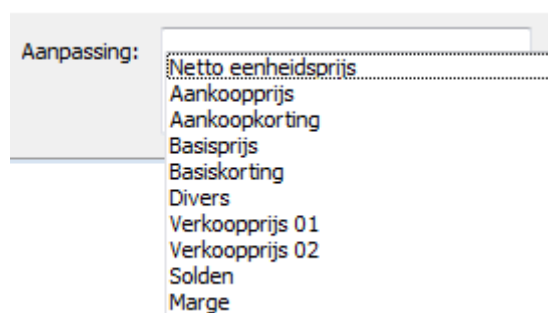 Aanpassing:
Netto eenheidsprijs
Aankoopprijs
Aankoopkorting
Basisprijs
Basiskorting
Divers
Verkoopprijs 01
Verkoopprijs 02
Solden
Marge